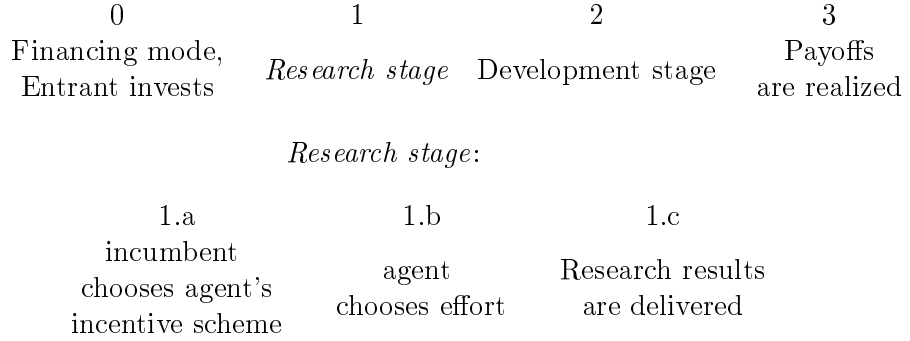 0 1 2 3
Financing mode, Payoffs
Research stage Development stage
Entrant invests are realized
Research stage:
1.a 1.b 1.c
incumbent
agent Research results
chooses agent's
chooses effort are delivered
incentive scheme